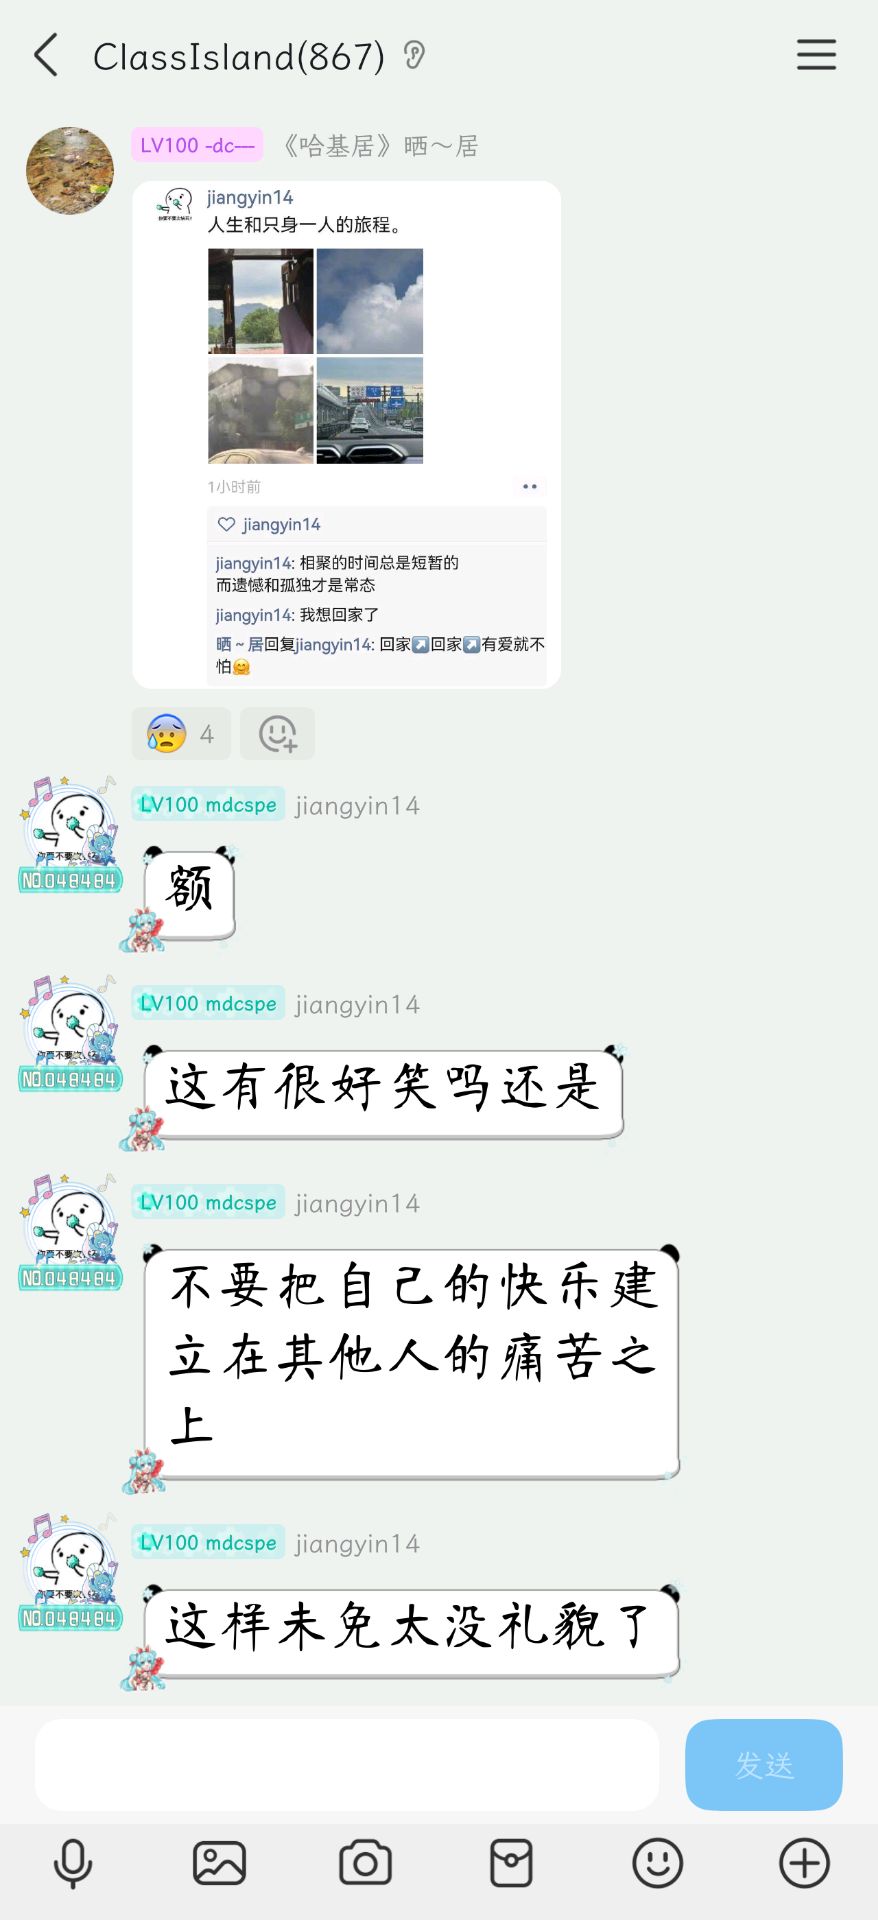 ClassIsland(867)
LV100 -dc— 《哈基居》晒～居
jiangyin14
人生和只身一人的旅程。
1小时前
jiangyin14
jiangyin14: 相聚的时间总是短暂的
而遗憾和孤独才是常态
jiangyin14: 我想回家了
晒～居回复jiangyin14: 回家↗️回家↗️有爱就不
怕🤗
4
LV100 mdcspe jiangyin14
NO.048484
额
LV100 mdcspe jiangyin14
NO.048484
这有很好笑吗还是
LV100 mdcspe jiangyin14
NO.048484
不要把自己的快乐建
立在其他人的痛苦之
上
LV100 mdcspe jiangyin14
NO.048484
这样未免太没礼貌了
发送